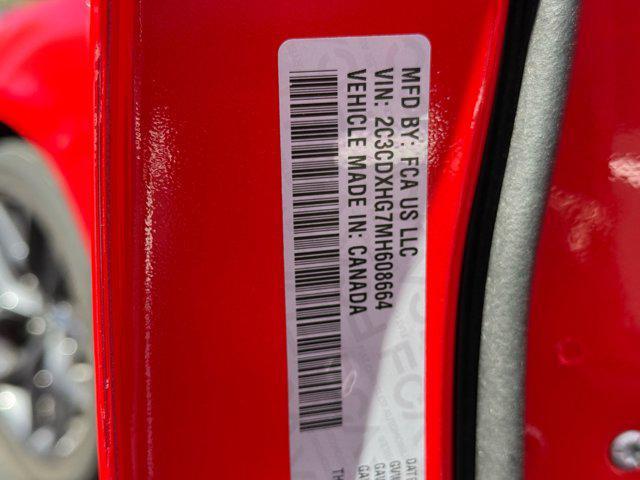 MFD BY: FCA US LLC
VIN: 2C3CDXHG7MH608664
VEHICLE MADE IN: CANADA